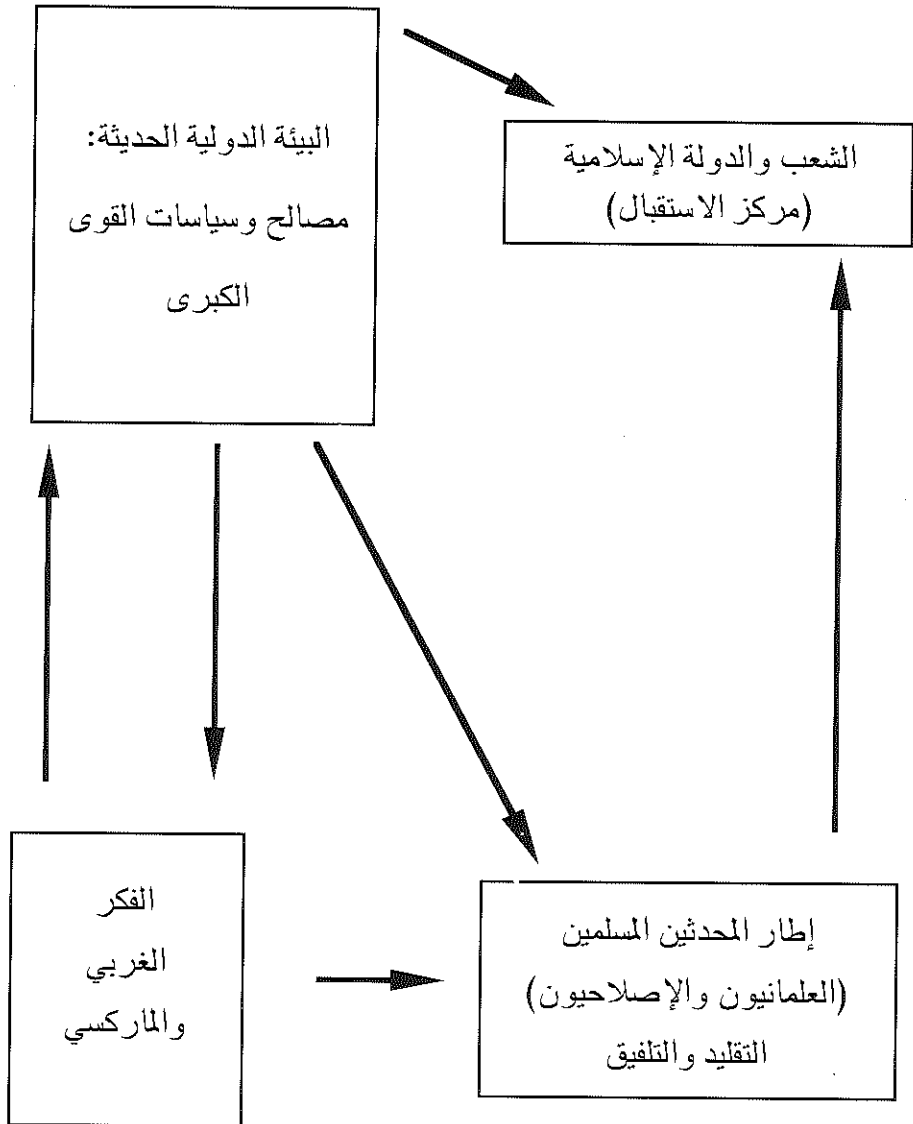 البيئة الدولية الحديثة:
مصالح وسياسات القوى
الكبرى
الشعب والدولة الإسلامية
(مركز الاستقبال)
الفكر
الغربي
والماركسي
إطار المحدثين المسلمين
(العلمانيون والإصلاحيون)
التقليد والتلفيق